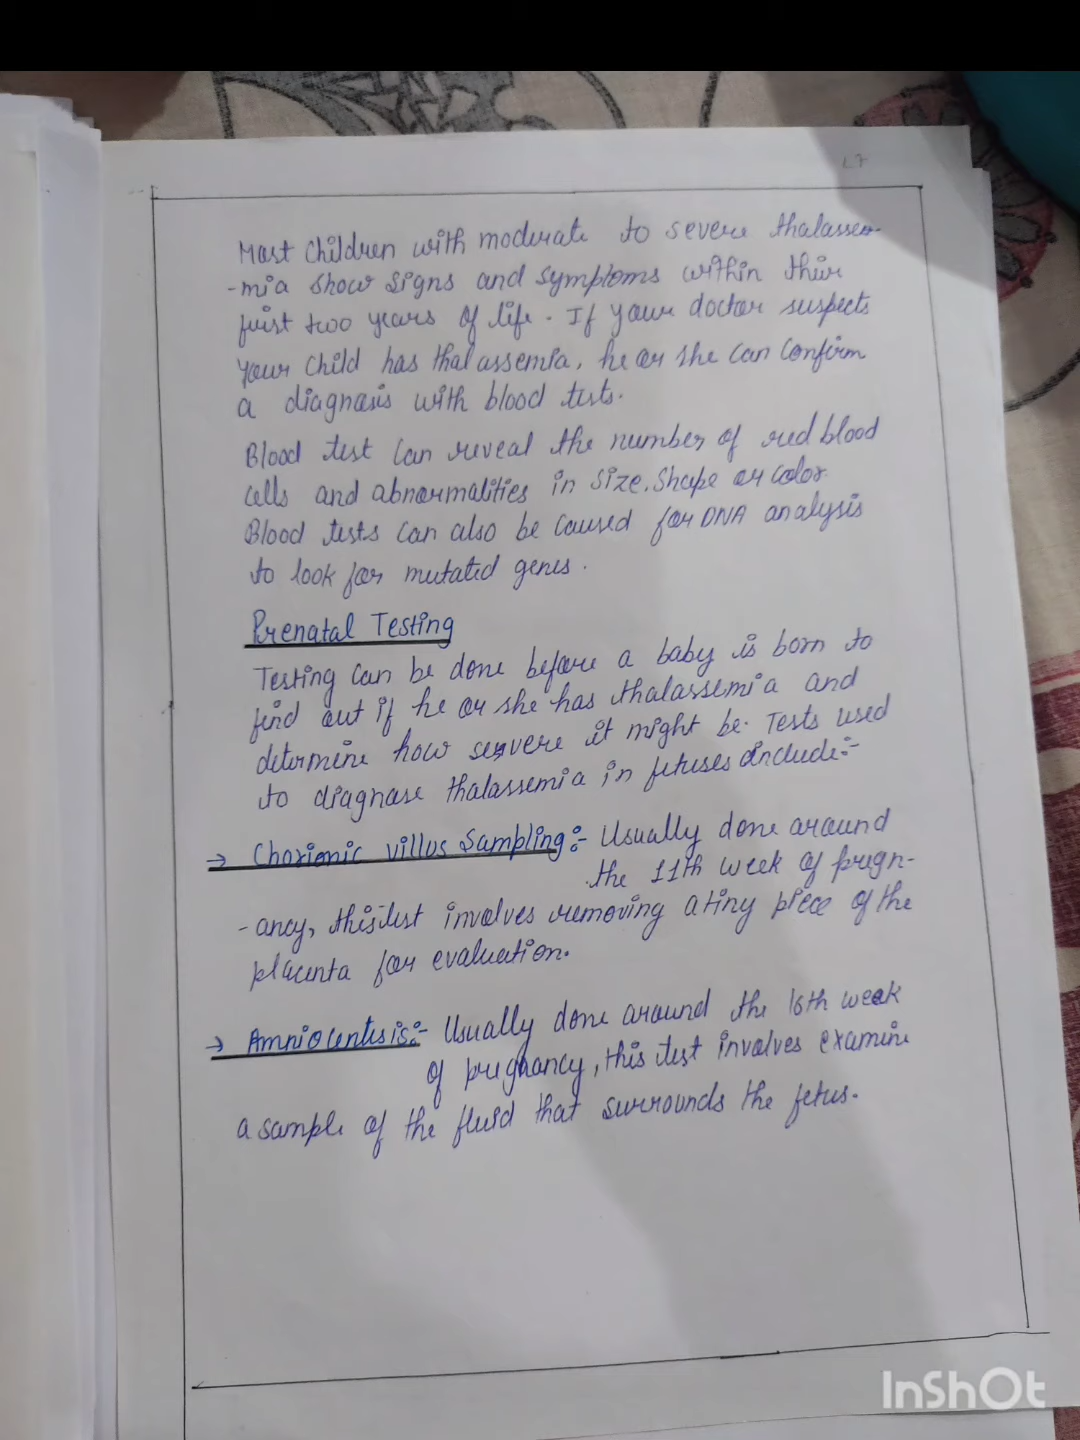 17
Most Children with moderate to severe thalasse-
-mia show signs and symptoms within their
first two years of life. If your doctor suspects
your child has thalassemia, he or she can confirm
a diagnosis with blood tests.
Blood test can reveal the number of red blood
cells and abnormalities in size, shape or color
Blood tests can also be caused for DNA analysis
to look for mutated genes.
Prenatal Testing
Testing can be done before a baby is born to
find out if he or she has thalassemia and
determine how severe it might be. Tests used
to diagnose thalassemia in fetuses include:-
→ Chorionic villus Sampling:- Usually done around
the 11th week of pregn-
-ancy, this test involves removing a tiny piece of the
placenta for evaluation.
→ Amniocentesis:- Usually done around the 16th week
of pregnancy, this test involves examine
a sample of the fluid that surrounds the fetus.
InShOt